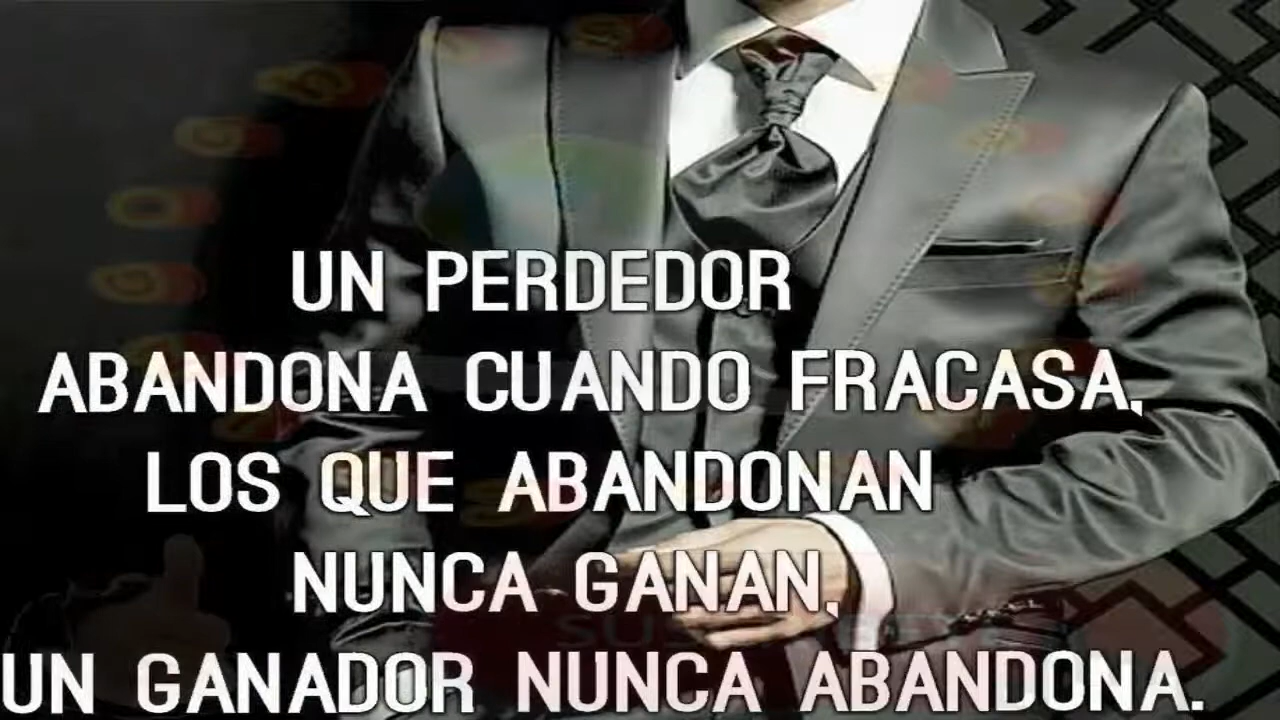 UN PERDEDOR
ABANDONA CUANDO FRACASA,
LOS QUE ABANDONAN
NUNCA GANAN,
UN GANADOR NUNCA ABANDONA.